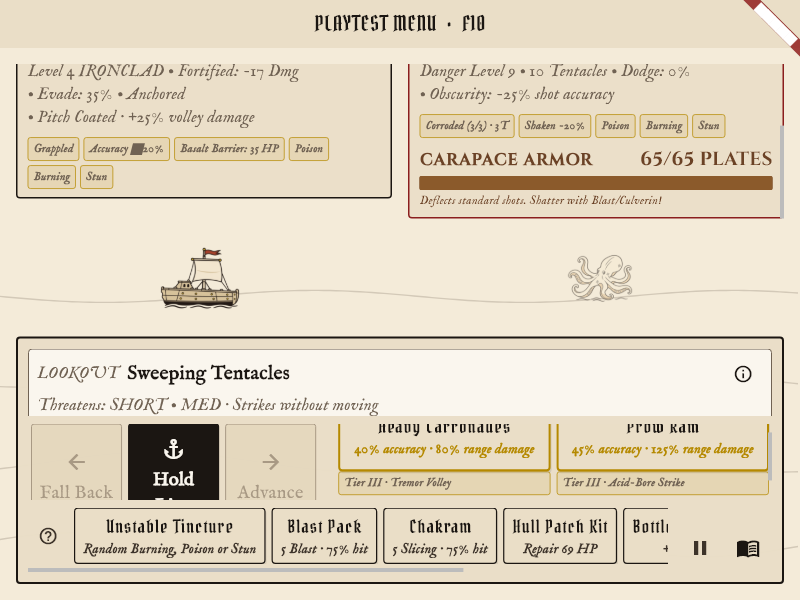 PLAYTEST MENU · F10
Level 4 IRONCLAD • Fortified: -17 Dmg
• Evade: 35% • Anchored
• Pitch Coated · +25% volley damage
Grappled
Accuracy 20%
Basalt Barrier: 35 HP
Poison
Burning
Stun
Danger Level 9 • 10 Tentacles • Dodge: 0%
• Obscurity: -25% shot accuracy
Corroded (3/3) · 3T
Shaken -20%
Poison
Burning
Stun
CARAPACE ARMOR 65/65 PLATES
Deflects standard shots. Shatter with Blast/Culverin!
LOOKOUT Sweeping Tentacles
Threatens: SHORT • MED · Strikes without moving
Fall Back
Hold
Advance
Heavy Carronades
40% accuracy · 80% range damage
Tier III · Tremor Volley
Prow Ram
45% accuracy · 125% range damage
Tier III · Acid-Bore Strike
Unstable Tincture
Random Burning, Poison or Stun
Blast Pack
5 Blast · 75% hit
Chakram
5 Slicing · 75% hit
Hull Patch Kit
Repair 69 HP
Bottle
+